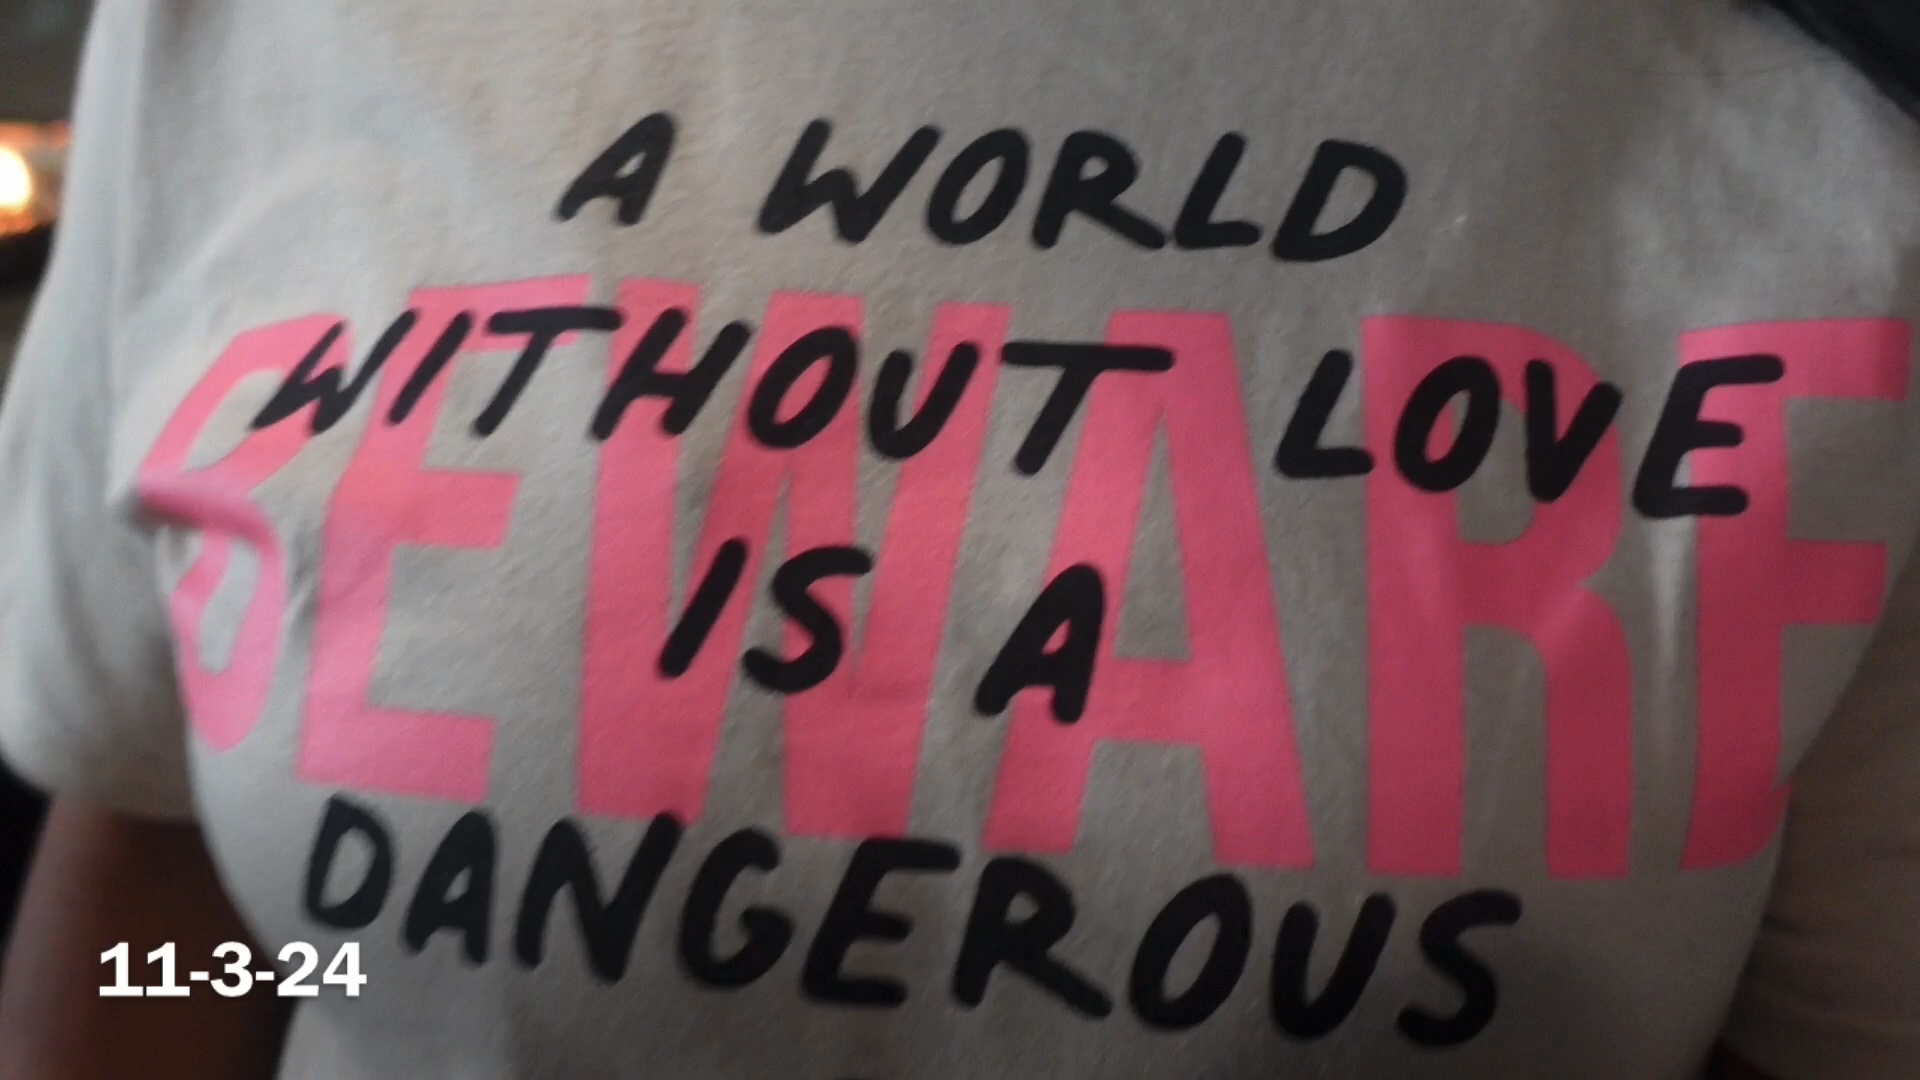 A WORLD
BEWARE
WITHOUT LOVE
IS A
DANGEROUS
11-3-24